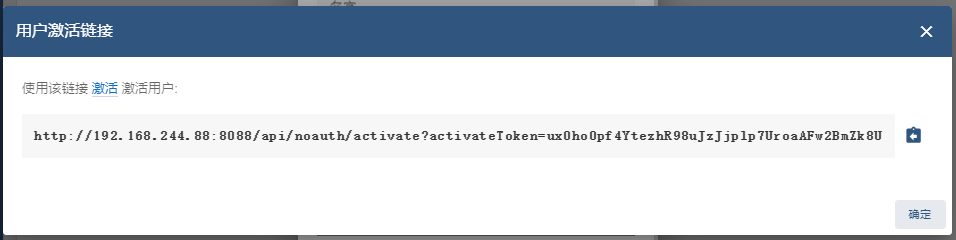 用户激活链接
使用该链接 激活 激活用户:
http://192.168.244.88:8088/api/noauth/activate?activateToken=ux0ho0pf4YtezhR98uJzJjplp7UroaAFw2BmZk8U
确定